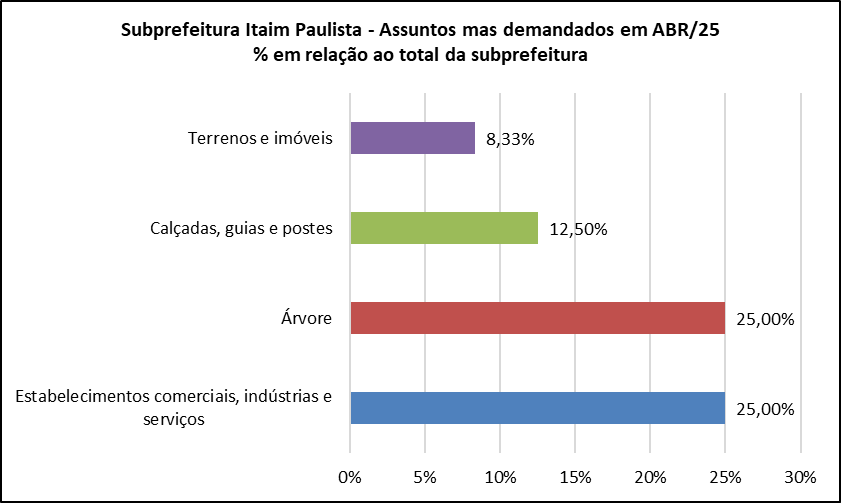 Subprefeitura Itaim Paulista - Assuntos mas demandados em ABR/25
% em relação ao total da subprefeitura
Terrenos e imóveis
8,33%
Calçadas, guias e postes
12,50%
Árvore
25,00%
Estabelecimentos comerciais, indústrias e
serviços
25,00%
0% 5% 10% 15% 20% 25% 30%